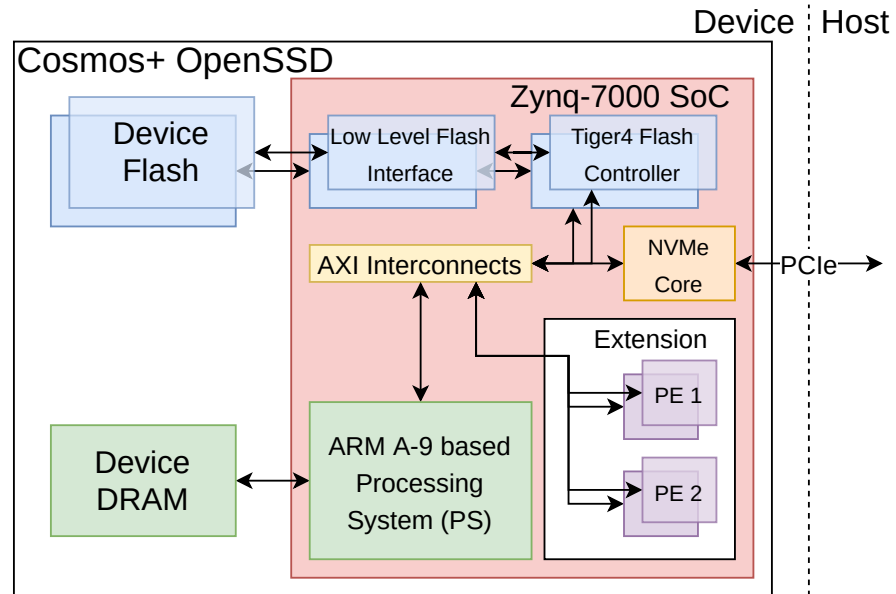 Device
Host
Cosmos+ OpenSSD
Zynq-7000 SoC
Device
Flash
Low Level Flash
Interface
Tiger4 Flash
Controller
AXI Interconnects
NVMe
Core
PCIe
Extension
PE 1
PE 2
Device
DRAM
ARM A-9 based
Processing
System (PS)